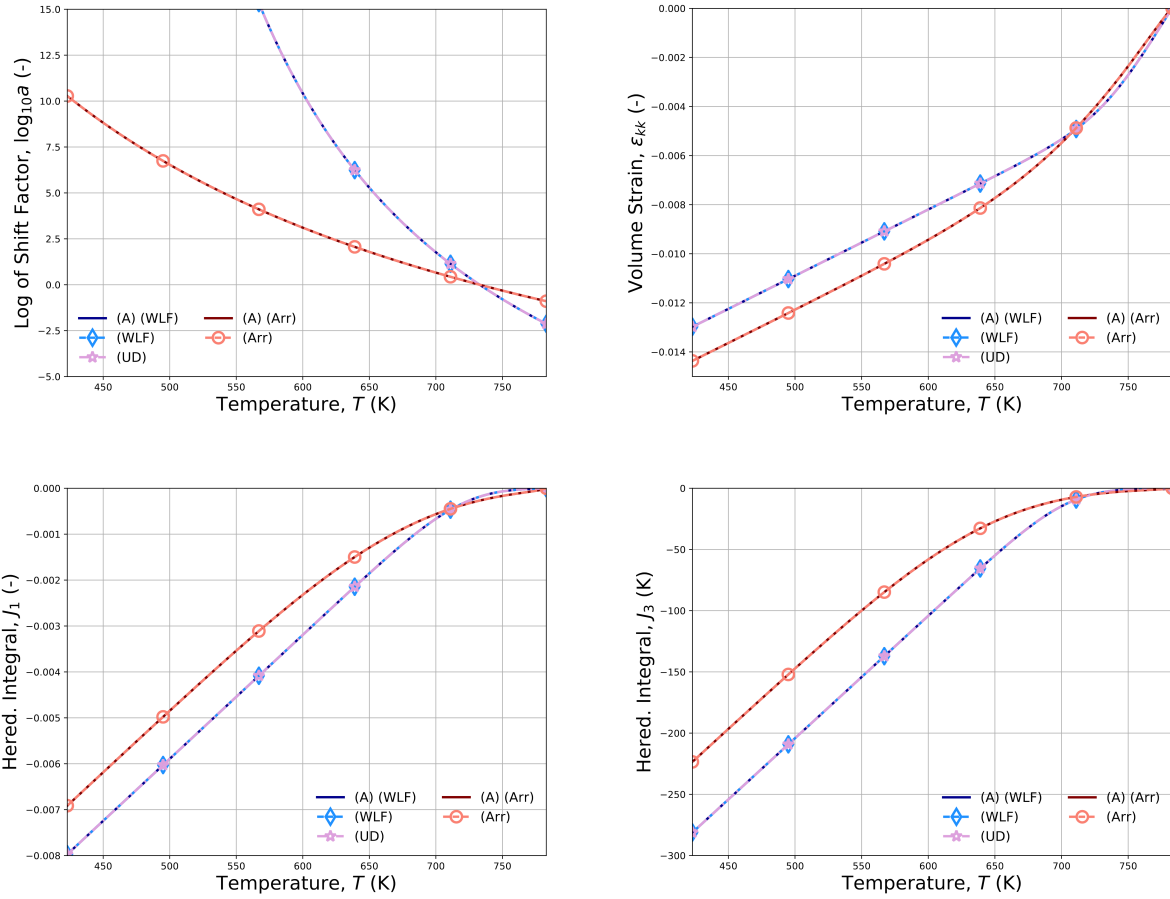 15.0
12.5
10.0
7.5
5.0
2.5
0.0
−2.5
−5.0
Log of Shift Factor, log₁₀a (-)
(A) (WLF) (A) (Arr)
(WLF) (Arr)
(UD)
450 500 550 600 650 700 750
Temperature, T (K)
0.000
−0.002
−0.004
−0.006
−0.008
−0.010
−0.012
−0.014
Volume Strain, εₖₖ (-)
(A) (WLF) (A) (Arr)
(WLF) (Arr)
(UD)
450 500 550 600 650 700 750
Temperature, T (K)
0.000
−0.001
−0.002
−0.003
−0.004
−0.005
−0.006
−0.007
−0.008
Hered. Integral, J₁ (-)
(A) (WLF) (A) (Arr)
(WLF) (Arr)
(UD)
450 500 550 600 650 700 750
Temperature, T (K)
0
−50
−100
−150
−200
−250
−300
Hered. Integral, J₃ (K)
(A) (WLF) (A) (Arr)
(WLF) (Arr)
(UD)
450 500 550 600 650 700 750
Temperature, T (K)